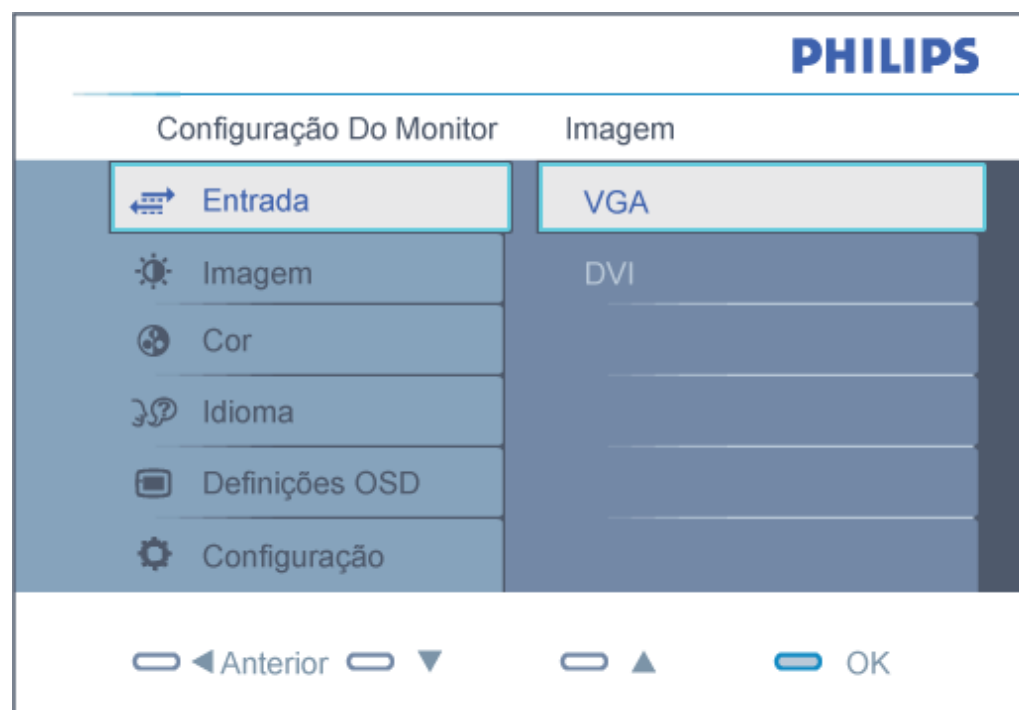 PHILIPS
Configuração Do Monitor Imagem
Entrada VGA
Imagem DVI
Cor
Idioma
Definições OSD
Configuração
Anterior OK